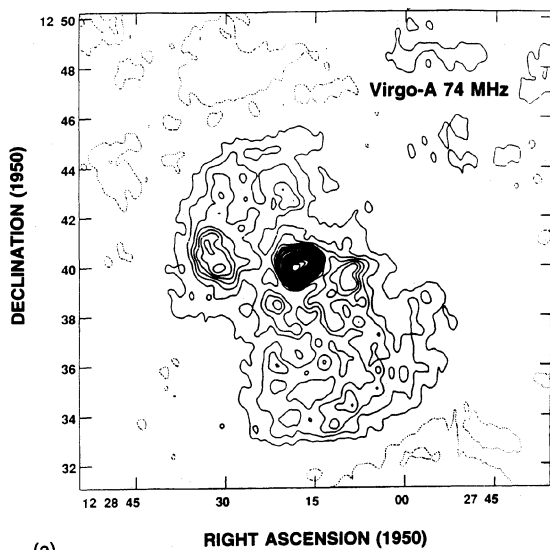 12 50
48
Virgo-A 74 MHz
46
44
42
40
38
36
34
32
DECLINATION (1950)
12 28 45
30
15
00
27 45
RIGHT ASCENSION (1950)
(a)